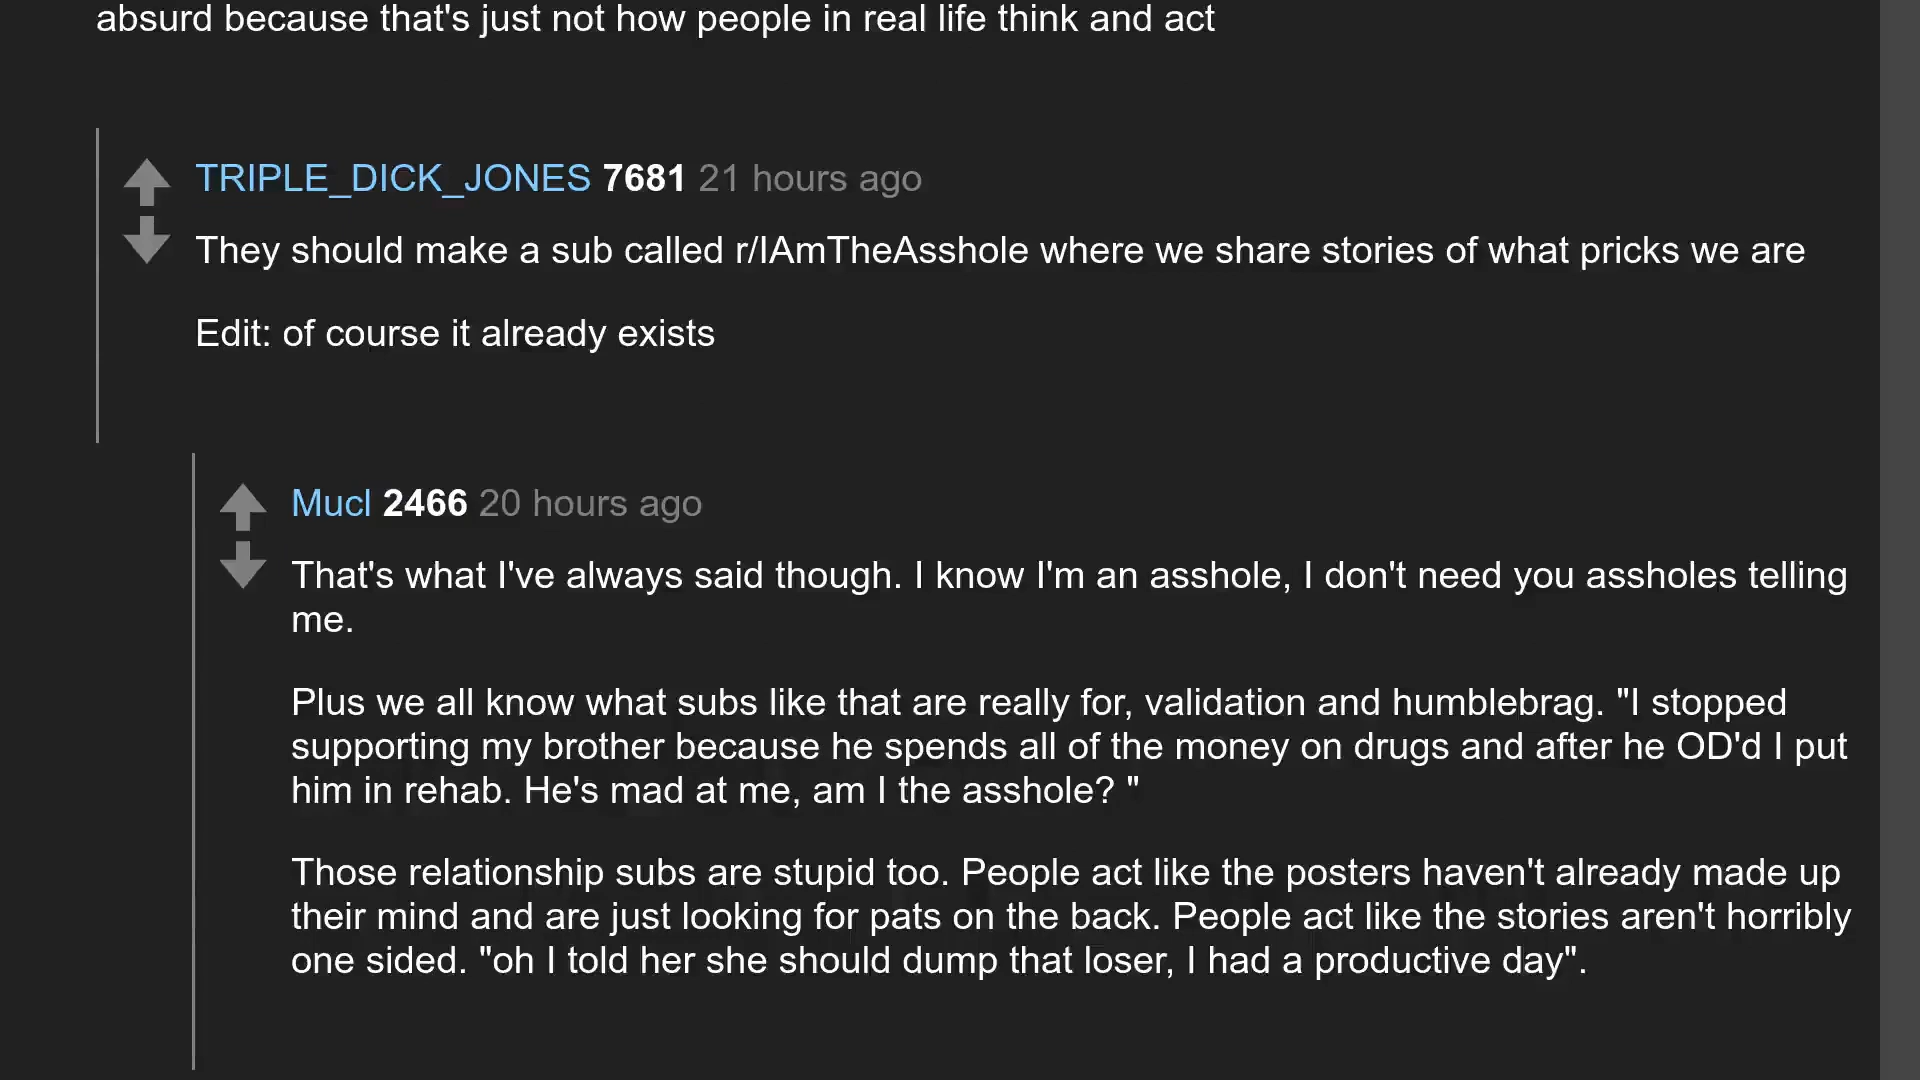 absurd because that's just not how people in real life think and act
TRIPLE_DICK_JONES 7681 21 hours ago
They should make a sub called r/IAmTheAsshole where we share stories of what pricks we are
Edit: of course it already exists
Mucl 2466 20 hours ago
That's what I've always said though. I know I'm an asshole, I don't need you assholes telling
me.
Plus we all know what subs like that are really for, validation and humblebrag. "I stopped
supporting my brother because he spends all of the money on drugs and after he OD'd I put
him in rehab. He's mad at me, am I the asshole? "
Those relationship subs are stupid too. People act like the posters haven't already made up
their mind and are just looking for pats on the back. People act like the stories aren't horribly
one sided. "oh I told her she should dump that loser, I had a productive day".